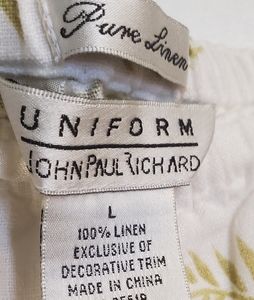 Pure Linen
UNIFORM
JOHN PAUL RICHARD
L
100% LINEN
EXCLUSIVE OF
DECORATIVE TRIM
MADE IN CHINA